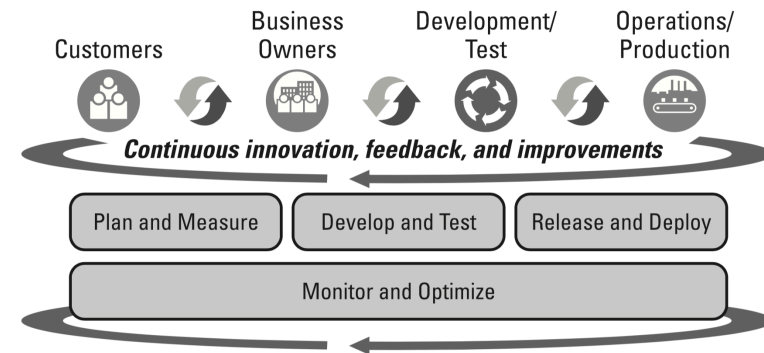 Customers
Business
Owners
Development/
Test
Operations/
Production
Continuous innovation, feedback, and improvements
Plan and Measure
Develop and Test
Release and Deploy
Monitor and Optimize